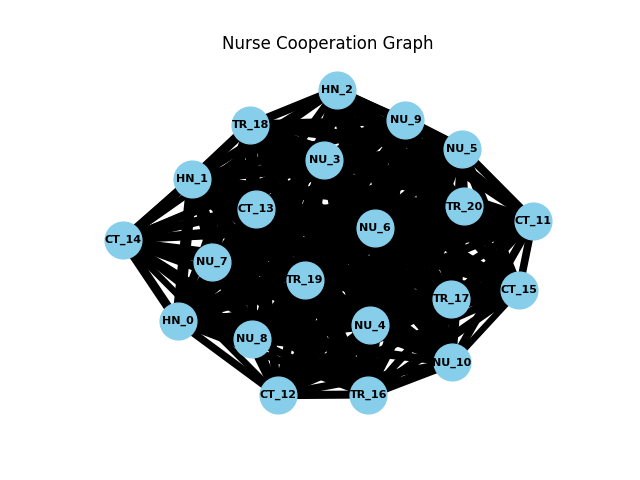 Nurse Cooperation Graph
HN_2
NU_9
TR_18
NU_5
NU_3
HN_1
TR_20
CT_13
CT_11
NU_6
CT_14
NU_7
TR_19
CT_15
TR_17
HN_0
NU_4
NU_8
NU_10
CT_12
TR_16